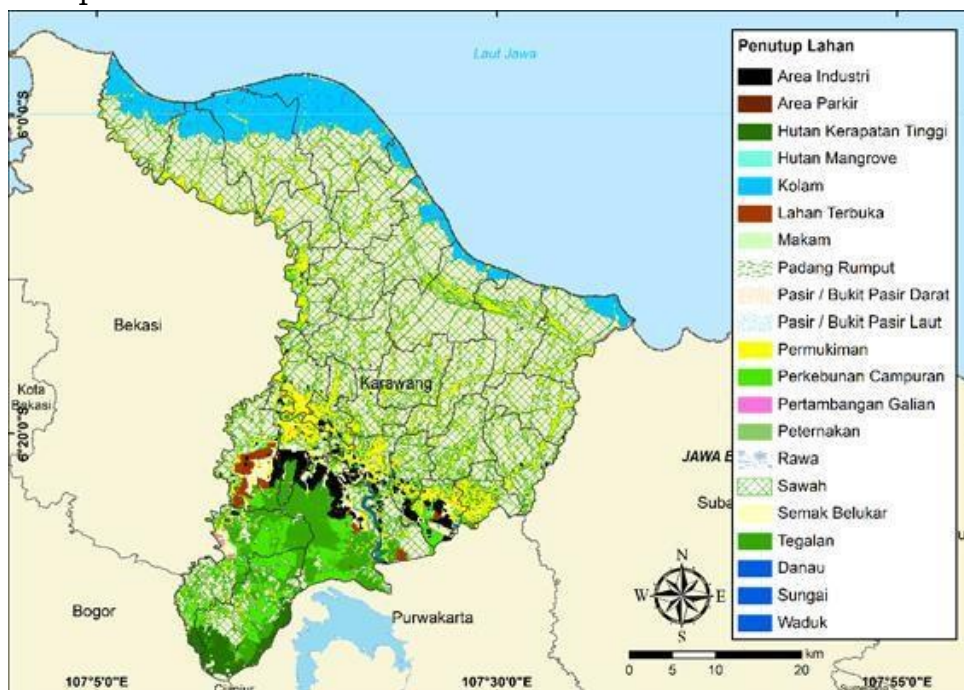 Laut Jawa
6°0'0"S
Bekasi
Kota
Bekasi
Karawang
6°20'0"S
JAWA B
Suba
Bogor
Purwakarta
Cianjur
107°5'0"E
107°30'0"E
107°55'0"E
N
W E
S
km
0 5 10 20
Penutup Lahan
Area Industri
Area Parkir
Hutan Kerapatan Tinggi
Hutan Mangrove
Kolam
Lahan Terbuka
Makam
Padang Rumput
Pasir / Bukit Pasir Darat
Pasir / Bukit Pasir Laut
Permukiman
Perkebunan Campuran
Pertambangan Galian
Peternakan
Rawa
Sawah
Semak Belukar
Tegalan
Danau
Sungai
Waduk